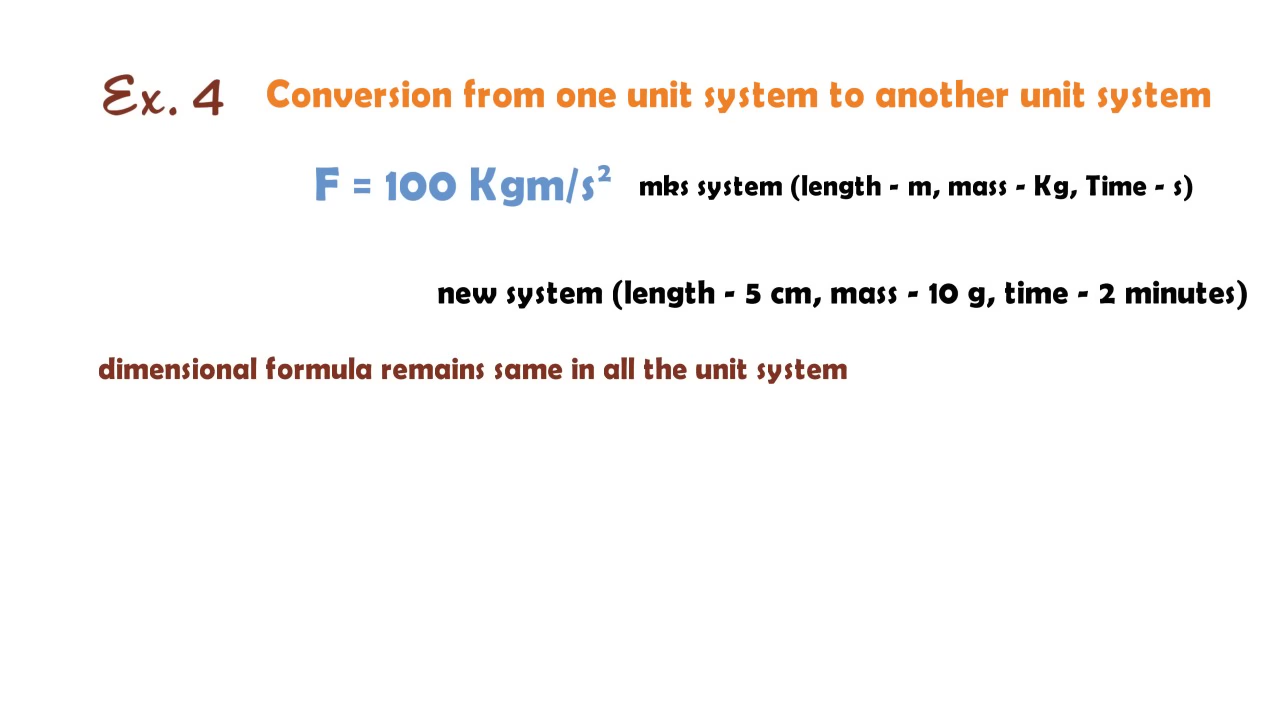 Ex. 4 Conversion from one unit system to another unit system
F = 100 Kgm/s² mks system (length - m, mass - Kg, Time - s)
new system (length - 5 cm, mass - 10 g, time - 2 minutes)
dimensional formula remains same in all the unit system